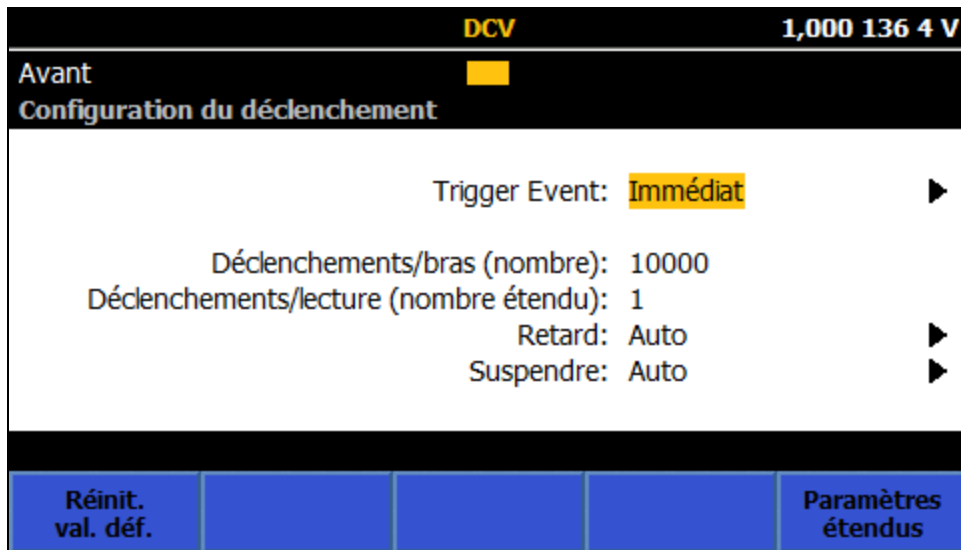 DCV 1,000 136 4 V
Avant
Configuration du déclenchement
Trigger Event: Immédiat
Déclenchements/bras (nombre): 10000
Déclenchements/lecture (nombre étendu): 1
Retard: Auto
Suspendre: Auto
Réinit.
val. déf.
Paramètres
étendus